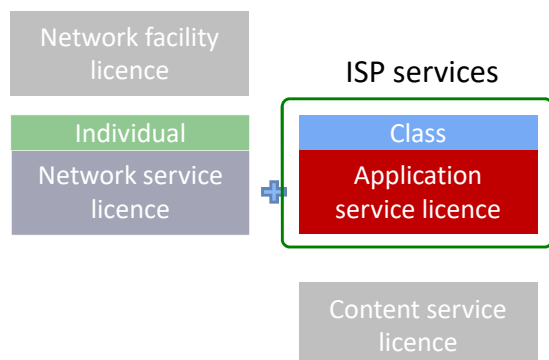 Network facility
licence
ISP services
Individual
Network service
licence
Class
Application
service licence
Content service
licence